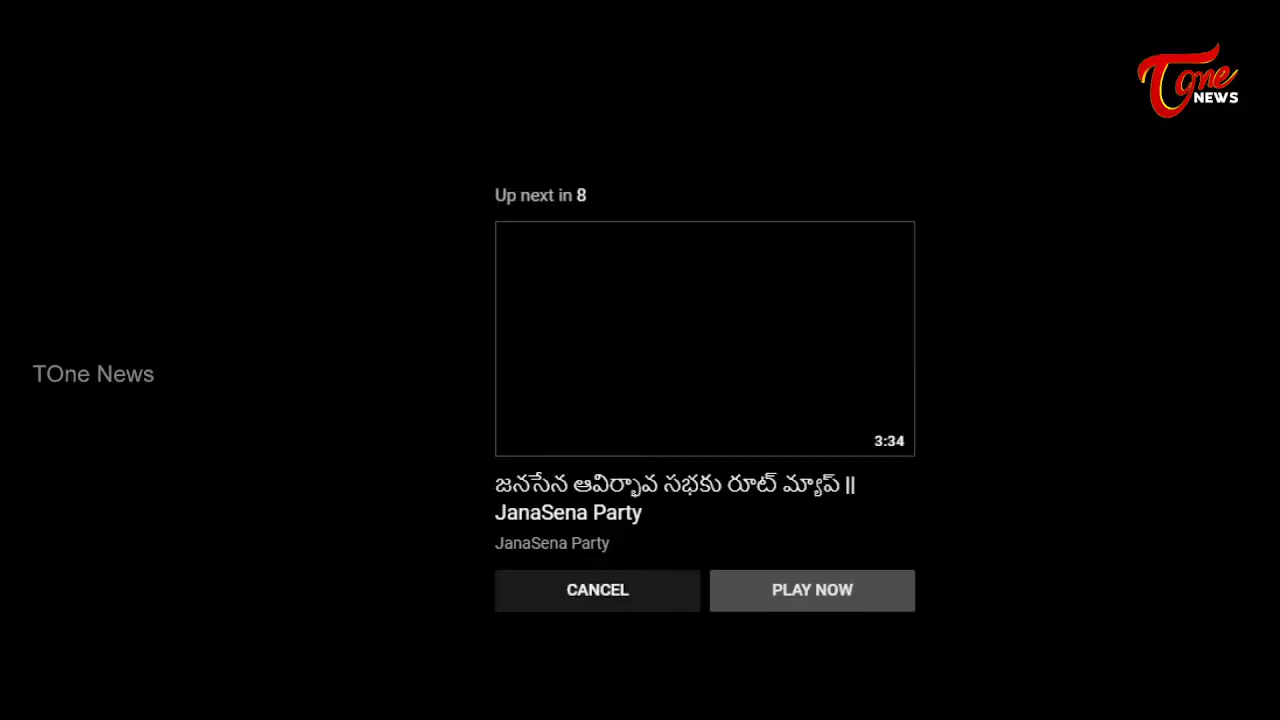 TOne
NEWS
Up next in 8
TOne News
3:34
జనసేన ఆవిర్భావ సభకు రూట్ మ్యాప్ ||
JanaSena Party
JanaSena Party
CANCEL
PLAY NOW